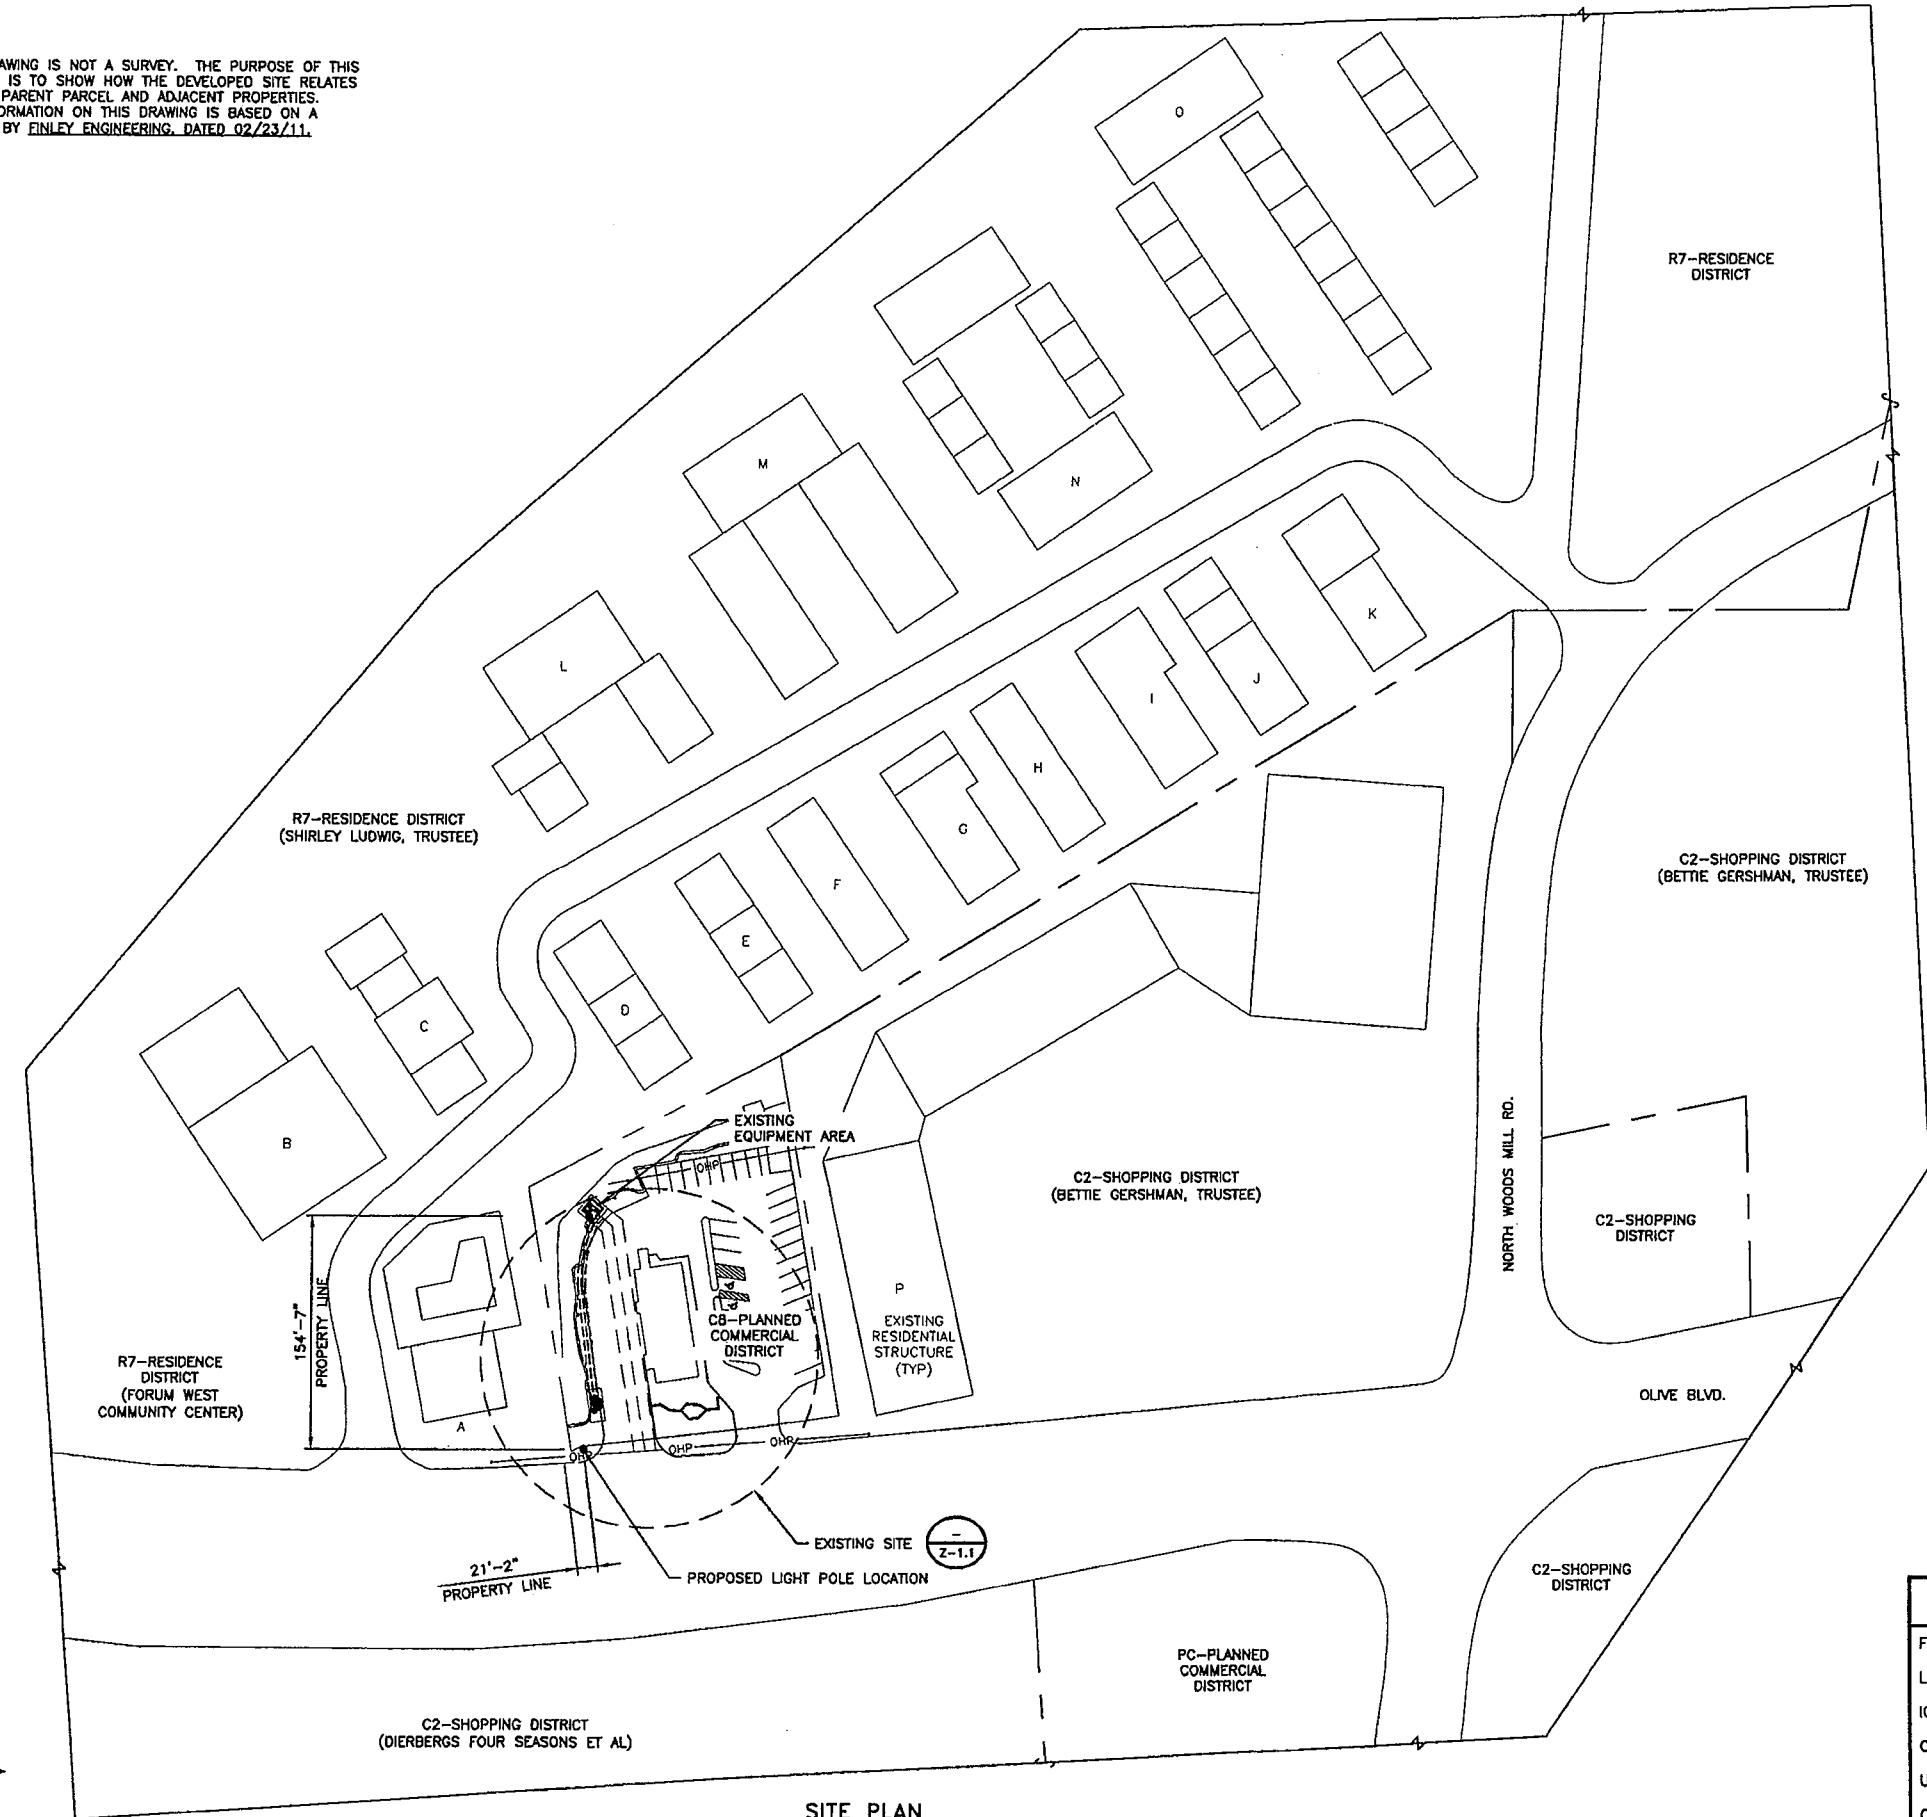 AWING IS NOT A SURVEY. THE PURPOSE OF THIS
IS TO SHOW HOW THE DEVELOPED SITE RELATES
PARENT PARCEL AND ADJACENT PROPERTIES.
ORMATION ON THIS DRAWING IS BASED ON A
BY FINLEY ENGINEERING, DATED 02/23/11.
O
R7-RESIDENCE
DISTRICT
M
N
L
K
J
I
H
G
F
E
D
C
B
R7-RESIDENCE DISTRICT
(SHIRLEY LUDWIG, TRUSTEE)
C2-SHOPPING DISTRICT
(BETTIE GERSHMAN, TRUSTEE)
EXISTING
EQUIPMENT AREA
OHP
C2-SHOPPING DISTRICT
(BETTIE GERSHMAN, TRUSTEE)
NORTH WOODS MILL RD.
C2-SHOPPING
DISTRICT
154'-7"
PROPERTY LINE
C8-PLANNED
COMMERCIAL
DISTRICT
P
EXISTING
RESIDENTIAL
STRUCTURE
(TYP)
R7-RESIDENCE
DISTRICT
(FORUM WEST
COMMUNITY CENTER)
A
OLIVE BLVD.
OHP
OHP
OHP
EXISTING SITE
-
Z-1.1
21'-2"
PROPERTY LINE
PROPOSED LIGHT POLE LOCATION
C2-SHOPPING
DISTRICT
PC-PLANNED
COMMERCIAL
DISTRICT
C2-SHOPPING DISTRICT
(DIERBERGS FOUR SEASONS ET AL)
SITE PLAN